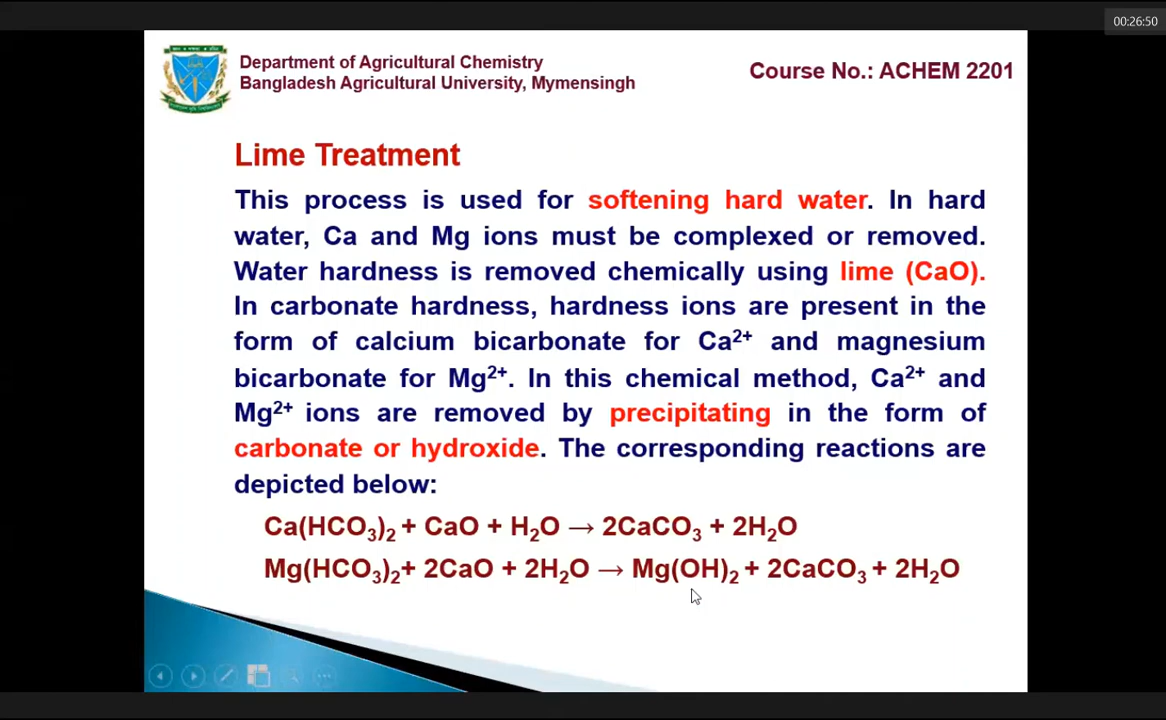 00:26:50
Department of Agricultural Chemistry
Bangladesh Agricultural University, Mymensingh
Course No.: ACHEM 2201
Lime Treatment
This process is used for softening hard water. In hard
water, Ca and Mg ions must be complexed or removed.
Water hardness is removed chemically using lime (CaO).
In carbonate hardness, hardness ions are present in the
form of calcium bicarbonate for Ca²⁺ and magnesium
bicarbonate for Mg²⁺. In this chemical method, Ca²⁺ and
Mg²⁺ ions are removed by precipitating in the form of
carbonate or hydroxide. The corresponding reactions are
depicted below:
Ca(HCO₃)₂ + CaO + H₂O → 2CaCO₃ + 2H₂O
Mg(HCO₃)₂+ 2CaO + 2H₂O → Mg(OH)₂ + 2CaCO₃ + 2H₂O